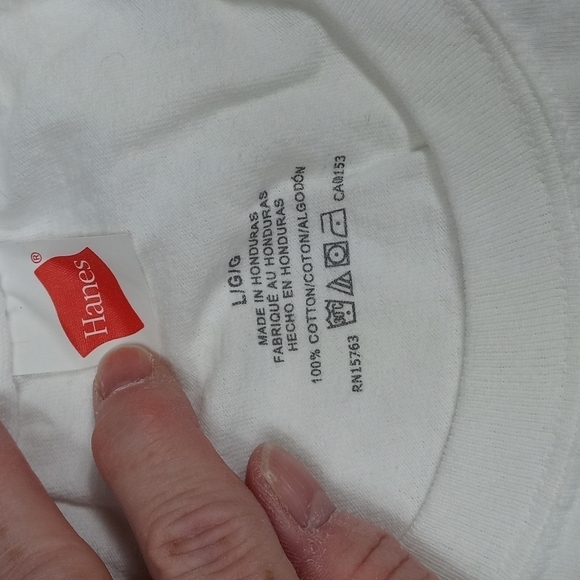 Hanes®
L/G/G
MADE IN HONDURAS
FABRIQUÉ AU HONDURAS
HECHO EN HONDURAS
100% COTTON/COTON/ALGODÓN
RN15763 CA0153